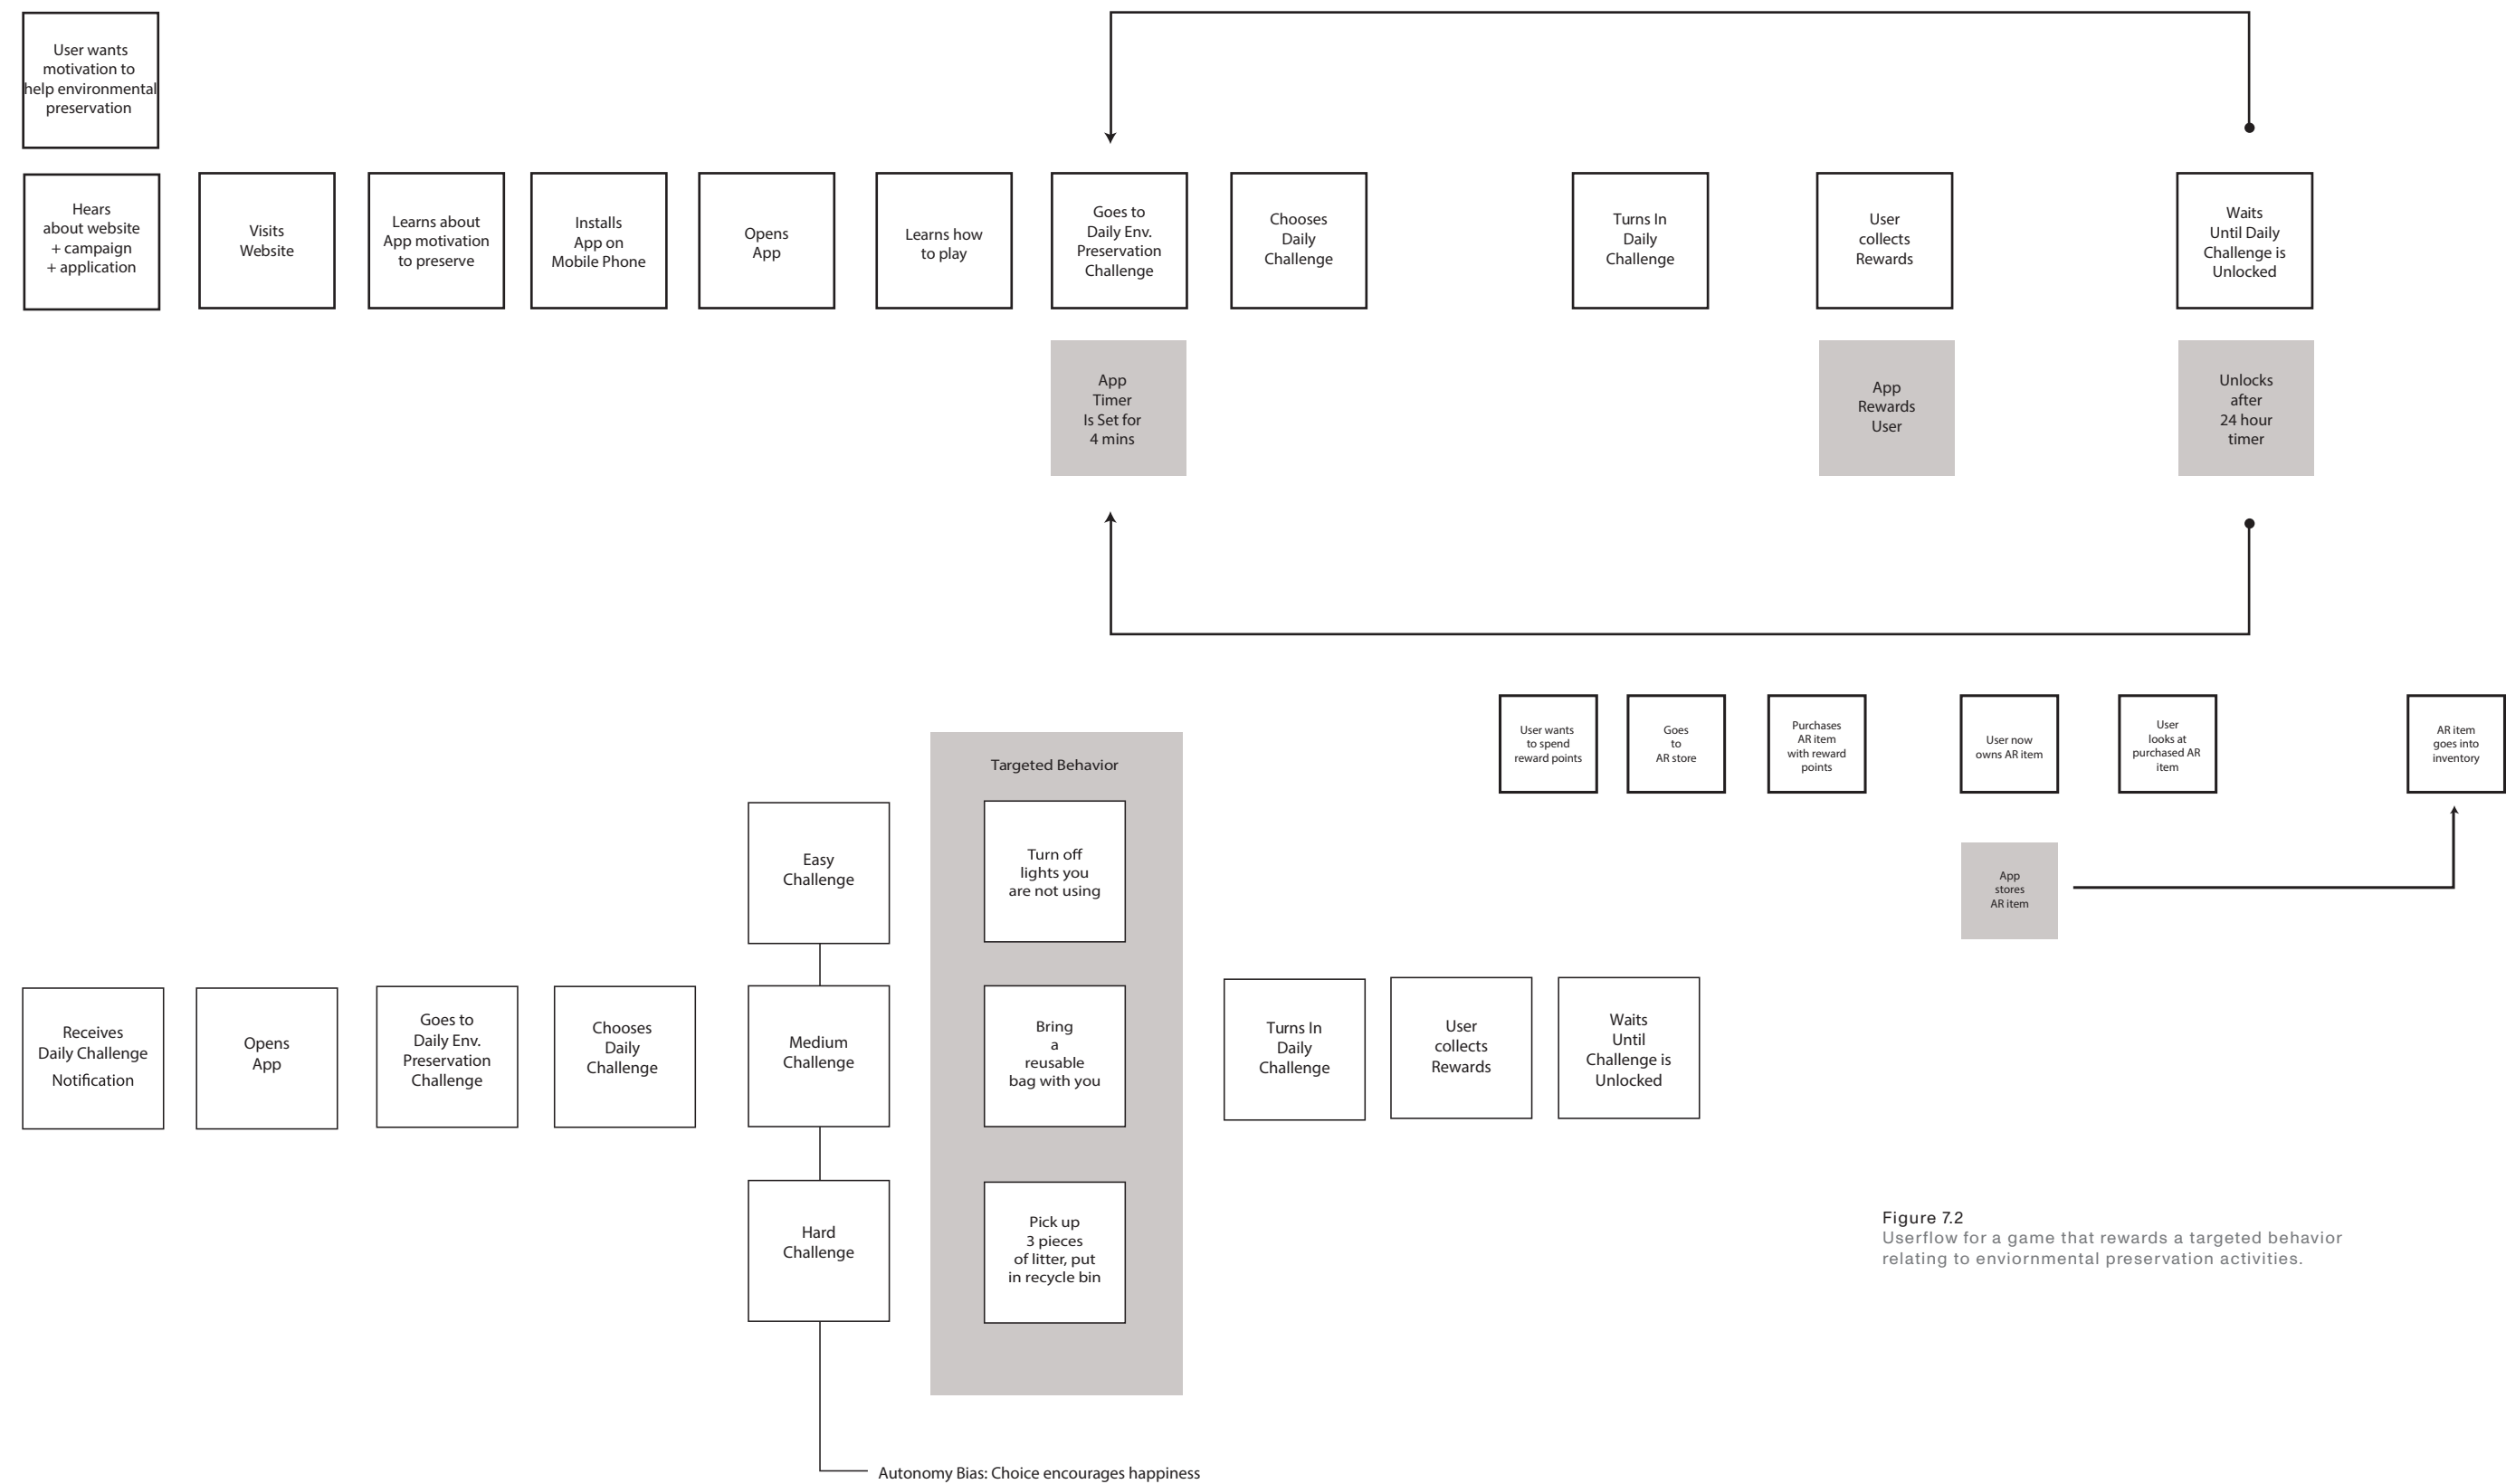 User wants
motivation to
help environmental
preservation
Hears
about website
+ campaign
+ application
Visits
Website
Learns about
App motivation
to preserve
Installs
App on
Mobile Phone
Opens
App
Learns how
to play
Goes to
Daily Env.
Preservation
Challenge
Chooses
Daily
Challenge
Turns In
Daily
Challenge
User
collects
Rewards
Waits
Until Daily
Challenge is
Unlocked
App
Timer
Is Set for
4 mins
App
Rewards
User
Unlocks
after
24 hour
timer
User wants
to spend
reward points
Goes
to
AR store
Purchases
AR item
with reward
points
User now
owns AR item
User
looks at
purchased AR
item
AR item
goes into
inventory
App
stores
AR item
Receives
Daily Challenge
Notification
Opens
App
Goes to
Daily Env.
Preservation
Challenge
Chooses
Daily
Challenge
Easy
Challenge
Medium
Challenge
Hard
Challenge
Targeted Behavior
Turn off
lights you
are not using
Bring
a
reusable
bag with you
Pick up
3 pieces
of litter, put
in recycle bin
Turns In
Daily
Challenge
User
collects
Rewards
Waits
Until
Challenge is
Unlocked
Autonomy Bias: Choice encourages happiness
Figure 7.2
Userflow for a game that rewards a targeted behavior
relating to enviornmental preservation activities.